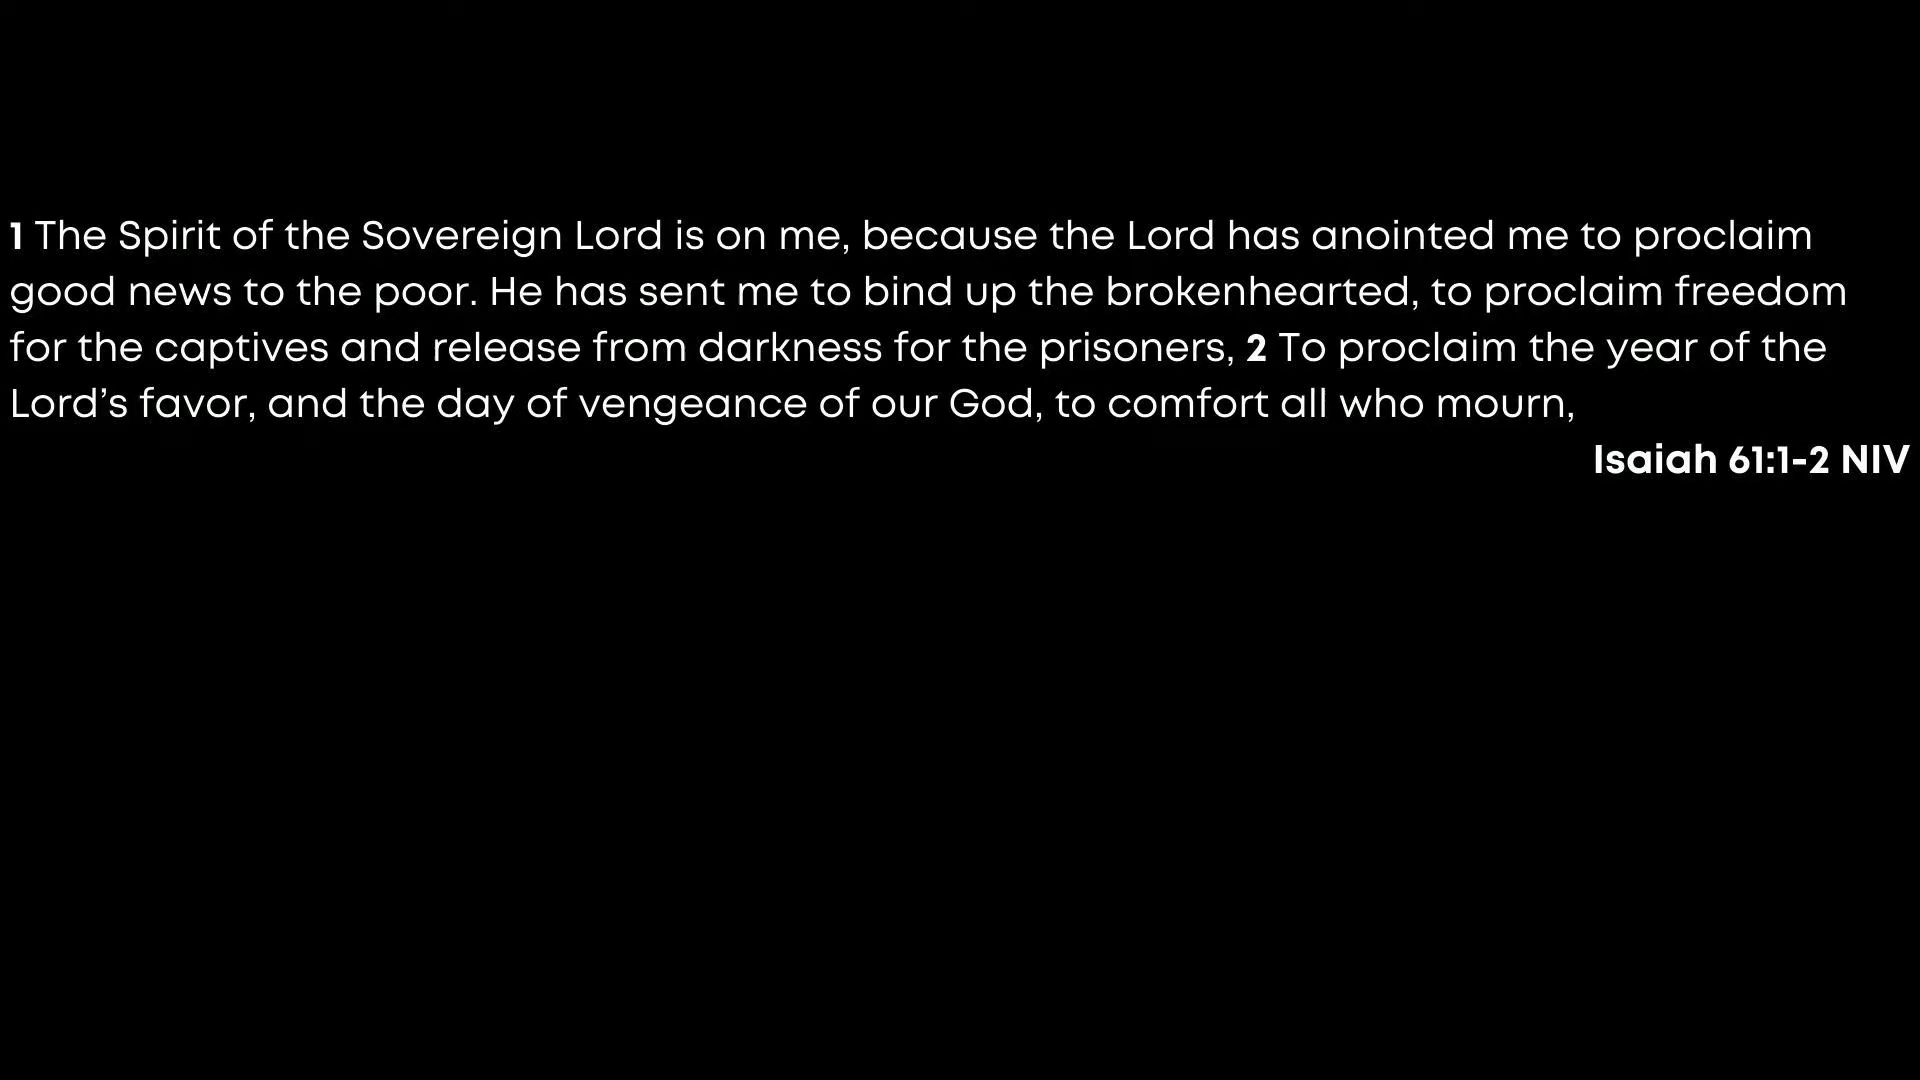 1 The Spirit of the Sovereign Lord is on me, because the Lord has anointed me to proclaim
good news to the poor. He has sent me to bind up the brokenhearted, to proclaim freedom
for the captives and release from darkness for the prisoners, 2 To proclaim the year of the
Lord’s favor, and the day of vengeance of our God, to comfort all who mourn,
Isaiah 61:1-2 NIV